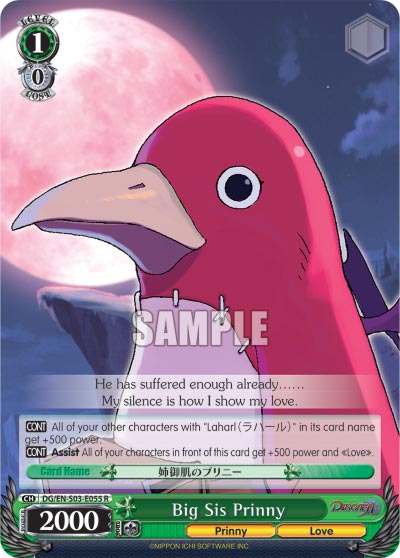 LEVEL
1
0
COST
SAMPLE
He has suffered enough already……
My silence is how I show my love.
CONT All of your other characters with "Laharl(ラハール)" in its card name
get +500 power.
CONT Assist All of your characters in front of this card get +500 power and «Love».
Card Name 姉御肌のプリニー
CH DG/EN-S03-E055 R
POWER
2000
Big Sis Prinny
DISGAEA
Prinny Love
©NIPPON ICHI SOFTWARE INC.